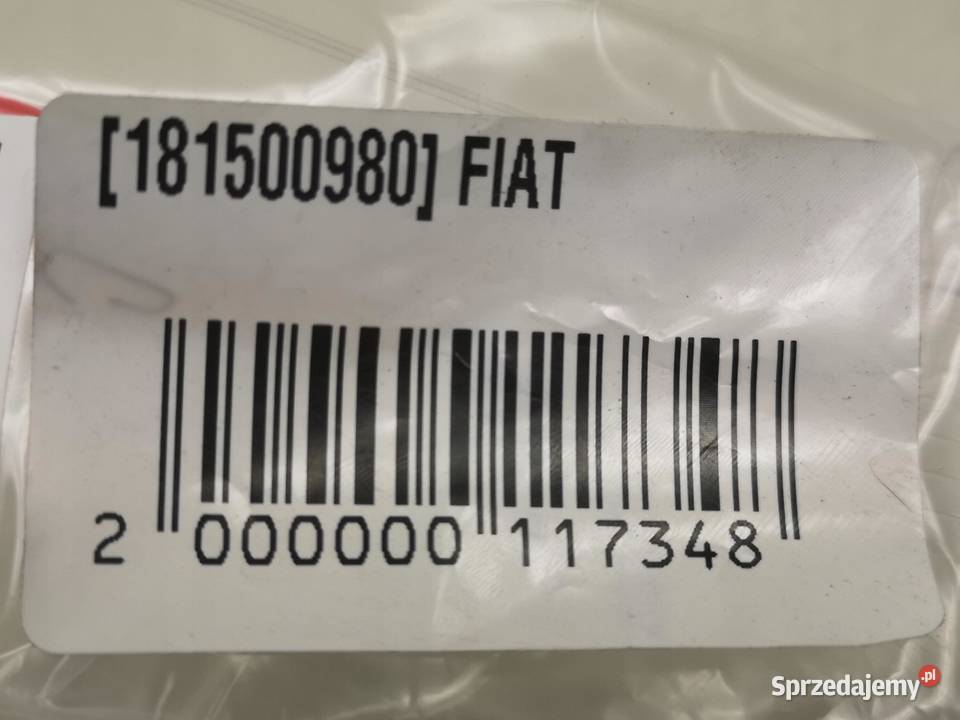 [181500980] FIAT
2 000000 117348
Sprzedajemy.pl